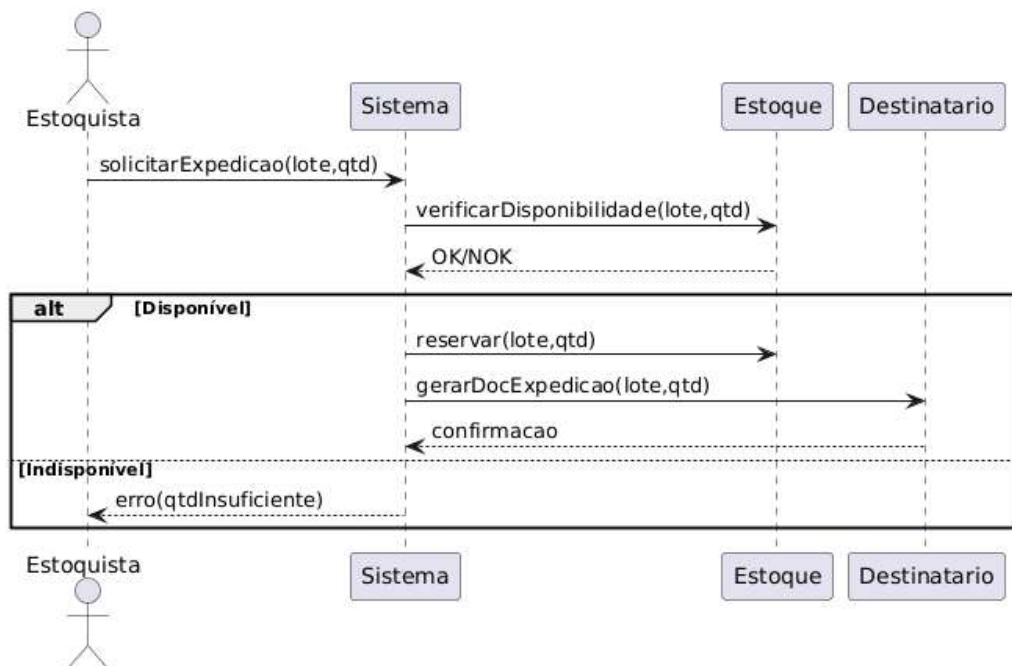 Estoquista
Sistema
Estoque
Destinatario
solicitarExpedicao(lote,qtd)
verificarDisponibilidade(lote,qtd)
OK/NOK
alt
[Disponível]
reservar(lote,qtd)
gerarDocExpedicao(lote,qtd)
confirmacao
[Indisponível]
erro(qtdInsuficiente)
Estoquista
Sistema
Estoque
Destinatario